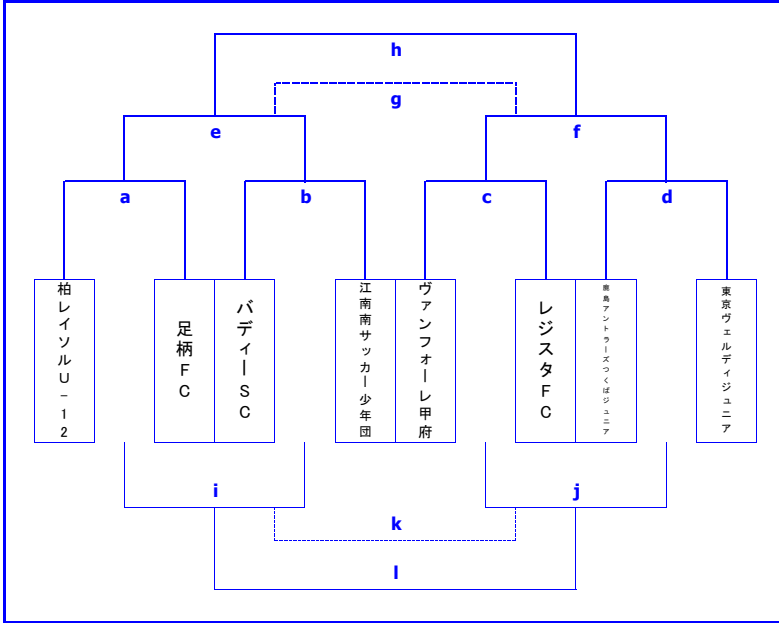 h
g
e
f
a
b
c
d
柏レイソルU-12
足柄FC
バディーSC
江南南サッカー少年団
ヴァンフォーレ甲府
レジスタFC
鹿島アントラーズつくばジュニア
東京ヴェルディジュニア
i
j
k
l